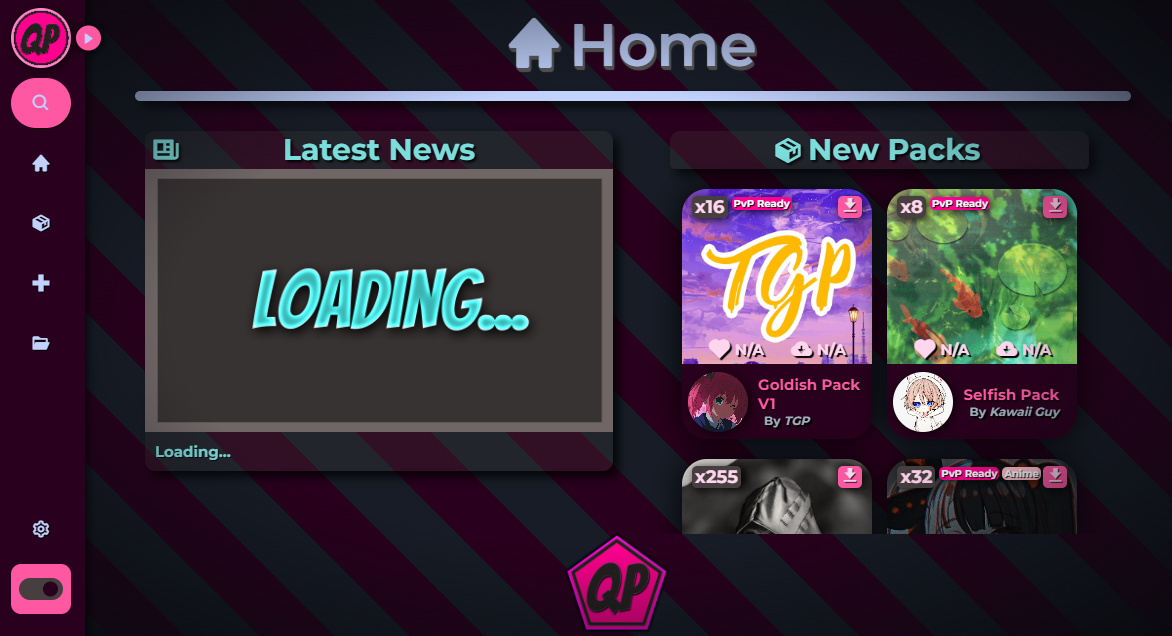 QP
Home
Latest News
LOADING...
Loading...
New Packs
x16 PvP Ready
TGP
N/A N/A
Goldish Pack
V1
By TGP
x8 PvP Ready
N/A N/A
Selfish Pack
By Kawaii Guy
x255
x32 PvP Ready Anime
QP